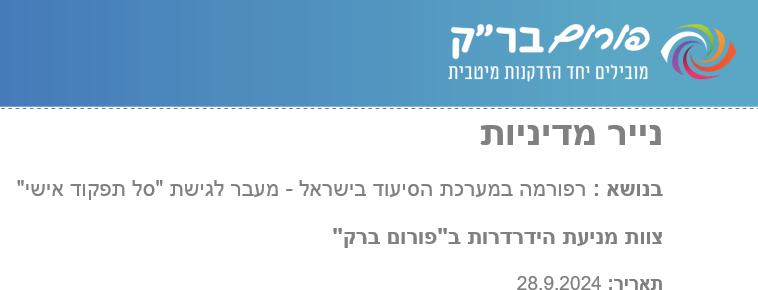 פורום בר"ק
מובילים יחד הזדקנות מיטבית
נייר מדיניות
בנושא : רפורמה במערכת הסיעוד בישראל - מעבר לגישת "סל תפקוד אישי"
צוות מניעת הידרדרות ב"פורום ברק"
תאריך: 28.9.2024